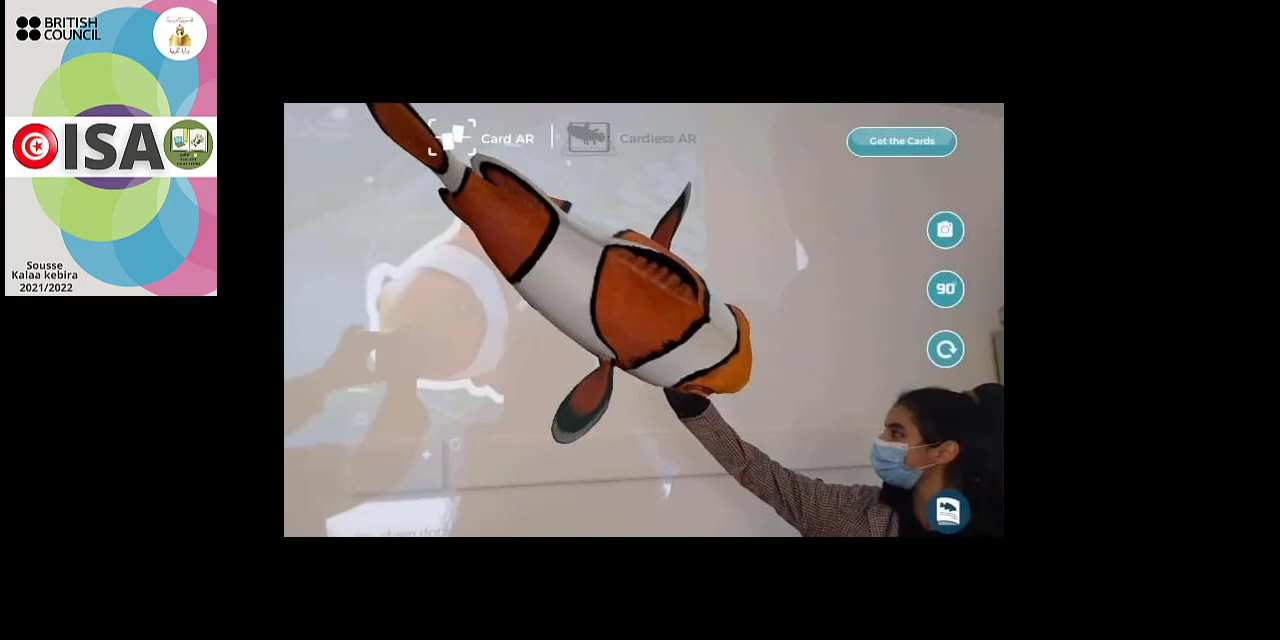 BRITISH
COUNCIL
ISA
Sousse
Kalaa kebira
2021/2022
Card AR
Cardless AR
Get the Cards
90°